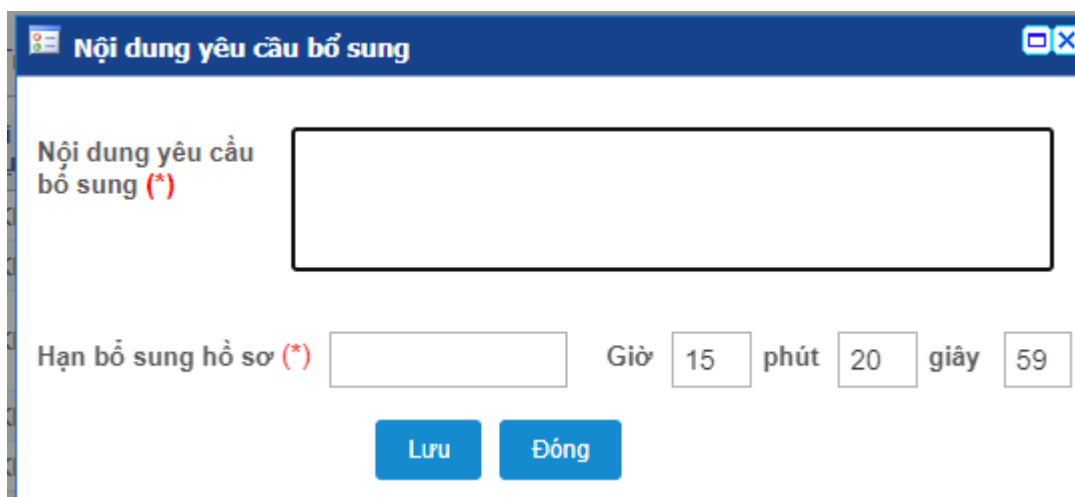 Nội dung yêu cầu bổ sung
Nội dung yêu cầu
bổ sung (*)
Hạn bổ sung hồ sơ (*) Giờ 15 phút 20 giây 59
Lưu Đóng